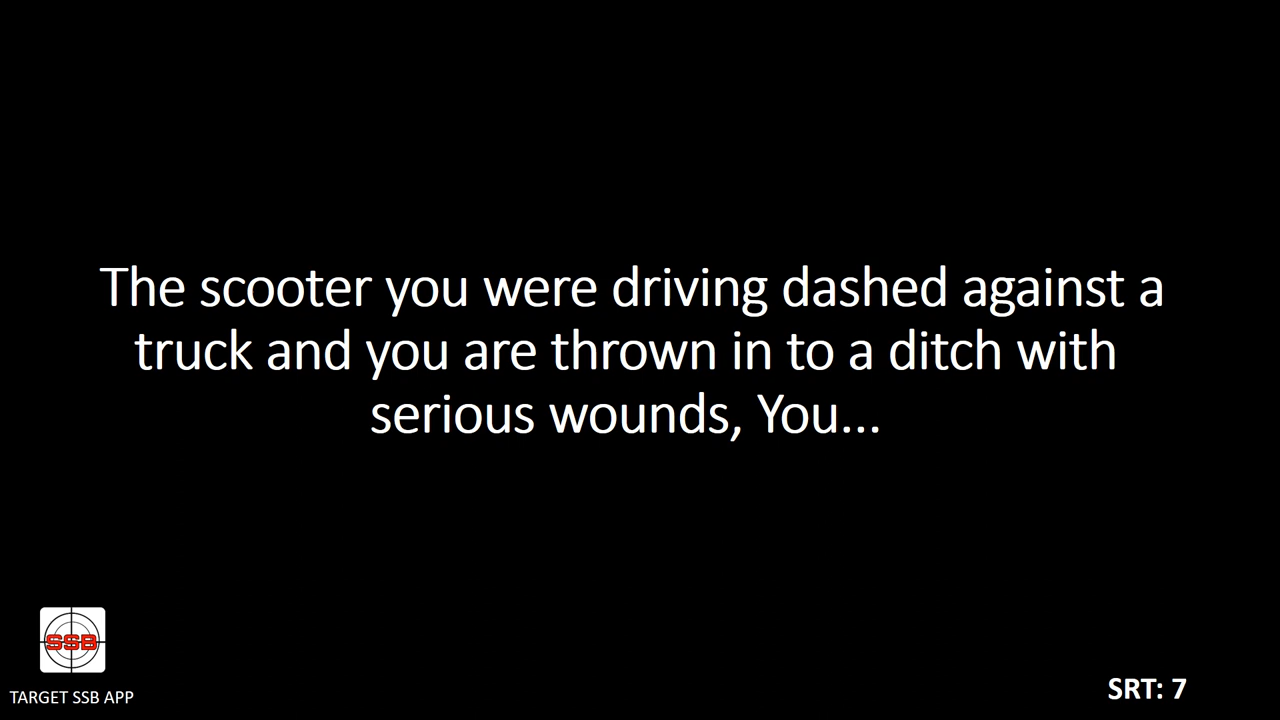 The scooter you were driving dashed against a
truck and you are thrown in to a ditch with
serious wounds, You...
SSB
TARGET SSB APP
SRT: 7